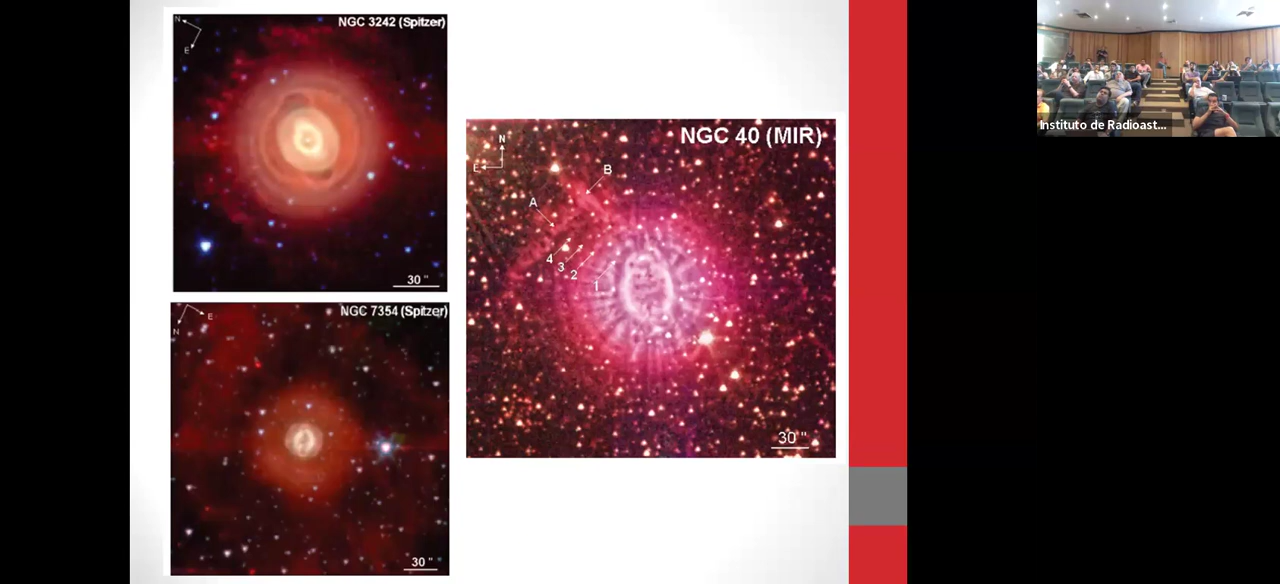 NGC 3242 (Spitzer)
N
E
30 "
NGC 7354 (Spitzer)
E
N
30 "
NGC 40 (MIR)
N
E
B
A
4
3
2
1
30 "
Instituto de Radioast...